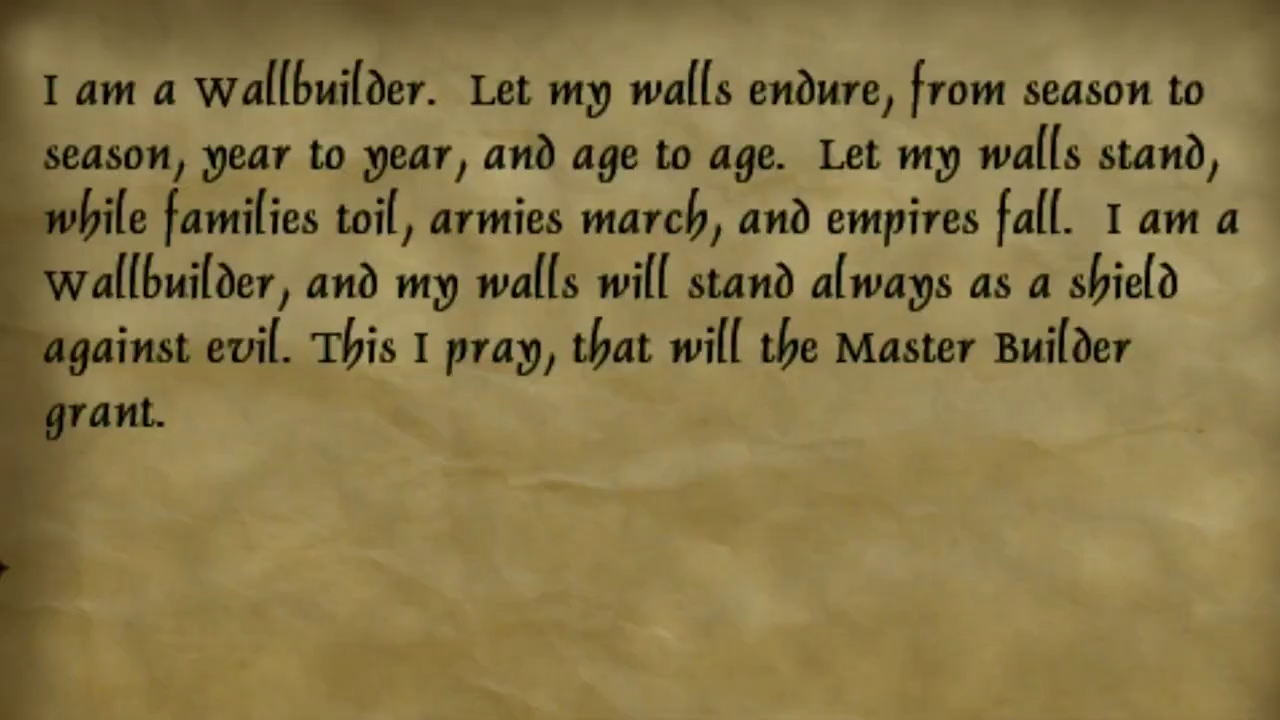 I am a Wallbuilder.  Let my walls endure, from season to
season, year to year, and age to age.  Let my walls stand,
while families toil, armies march, and empires fall.  I am a
Wallbuilder, and my walls will stand always as a shield
against evil. This I pray, that will the Master Builder
grant.